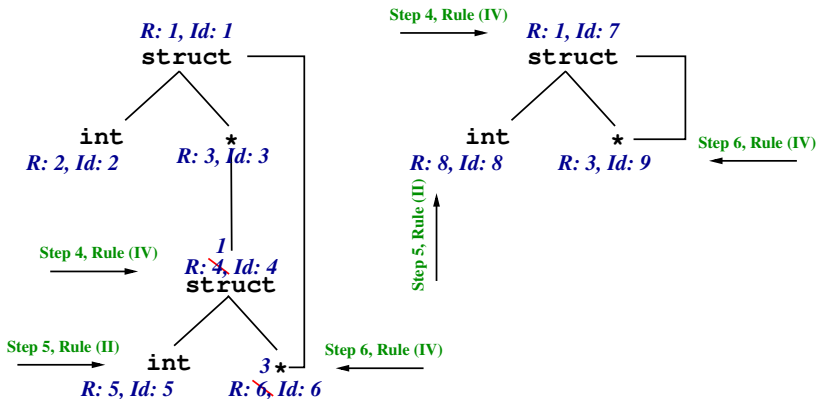 R: 1, Id: 1
struct
int
*
R: 2, Id: 2
R: 3, Id: 3
Step 4, Rule (IV)
1
R: 4, Id: 4
struct
Step 5, Rule (II)
int
3 *
R: 5, Id: 5
R: 6, Id: 6
Step 6, Rule (IV)
Step 4, Rule (IV)
R: 1, Id: 7
struct
int
*
R: 8, Id: 8
R: 3, Id: 9
Step 6, Rule (IV)
Step 5, Rule (II)